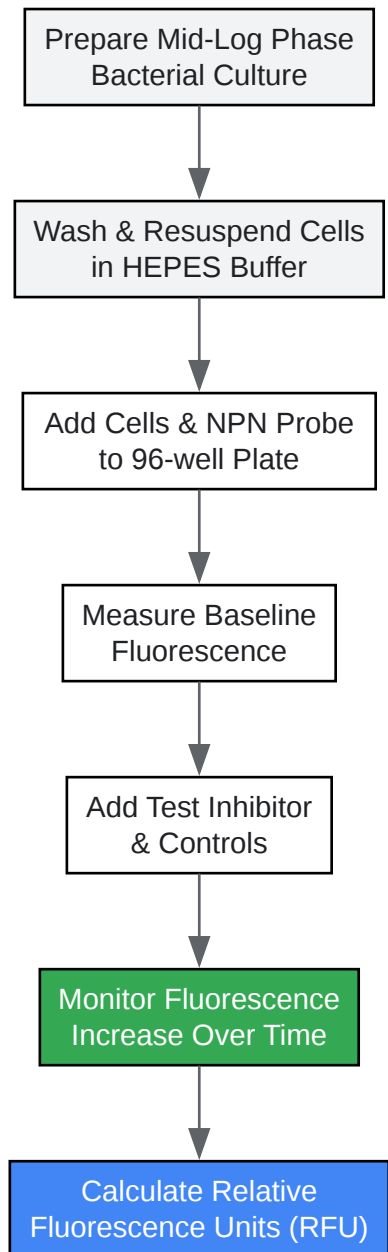 Prepare Mid-Log Phase
Bacterial Culture
Wash & Resuspend Cells
in HEPES Buffer
Add Cells & NPN Probe
to 96-well Plate
Measure Baseline
Fluorescence
Add Test Inhibitor
& Controls
Monitor Fluorescence
Increase Over Time
Calculate Relative
Fluorescence Units (RFU)